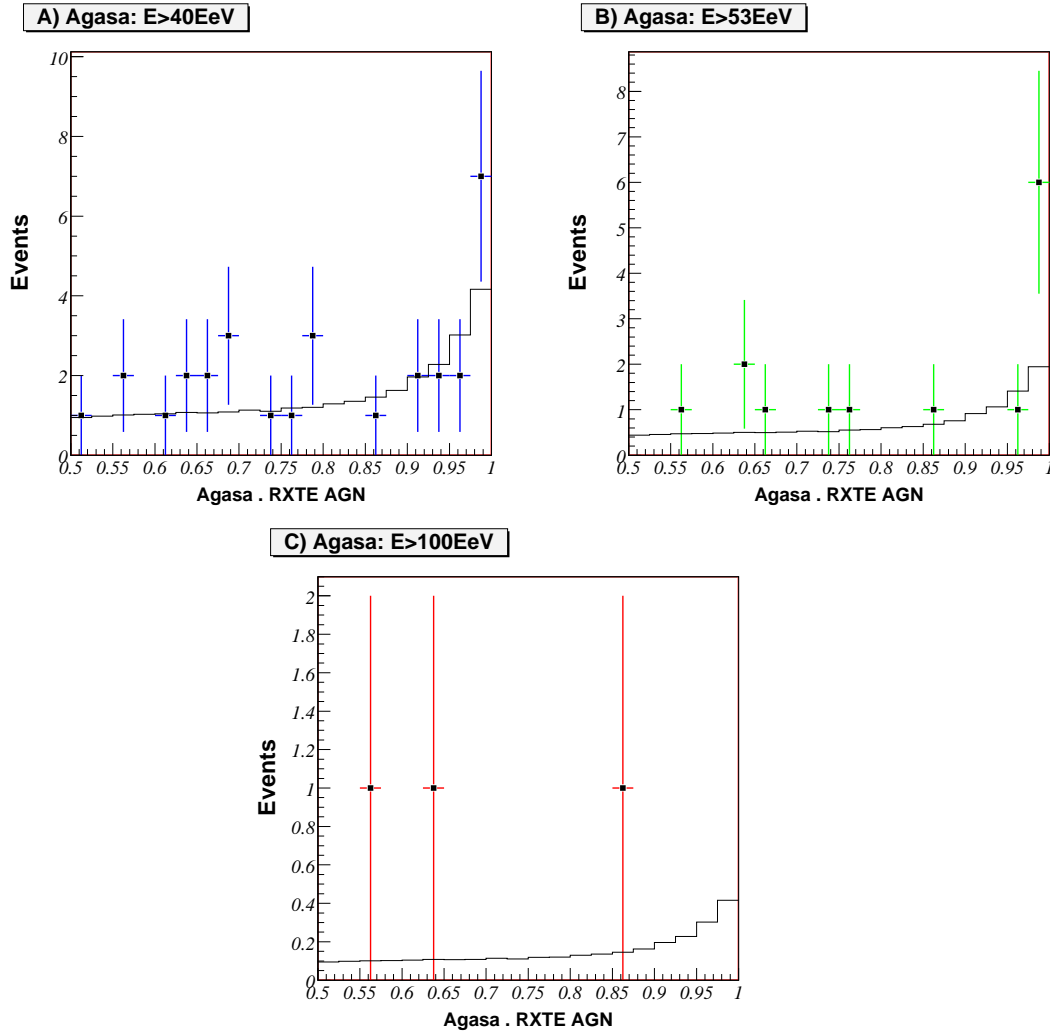 A) Agasa: E>40EeV
Events
10
8
6
4
2
0
0.5 0.55 0.6 0.65 0.7 0.75 0.8 0.85 0.9 0.95 1
Agasa . RXTE AGN
B) Agasa: E>53EeV
Events
8
7
6
5
4
3
2
1
0
0.5 0.55 0.6 0.65 0.7 0.75 0.8 0.85 0.9 0.95 1
Agasa . RXTE AGN
C) Agasa: E>100EeV
Events
2
1.8
1.6
1.4
1.2
1
0.8
0.6
0.4
0.2
0
0.5 0.55 0.6 0.65 0.7 0.75 0.8 0.85 0.9 0.95 1
Agasa . RXTE AGN